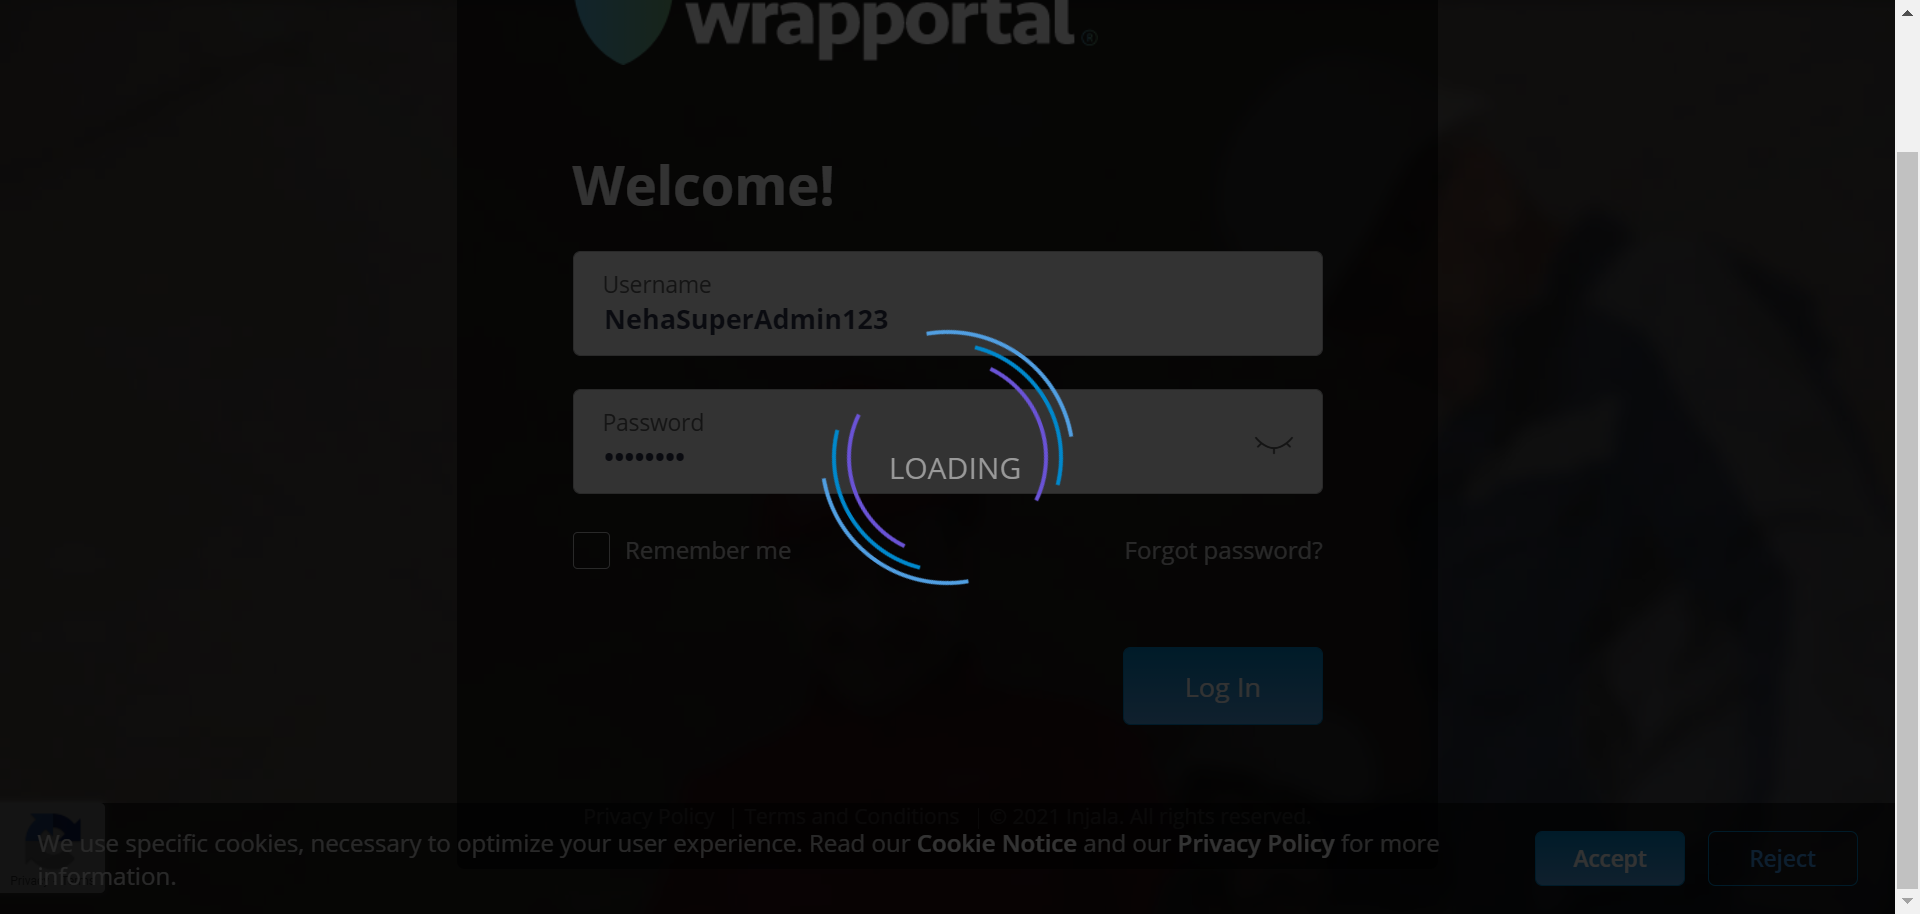 wrapportal®
Welcome!
Username
NehaSuperAdmin123
Password
••••••••
LOADING
Remember me
Forgot password?
Log In
Privacy Policy | Terms and Conditions | © 2021 Injala. All rights reserved.
We use specific cookies, necessary to optimize your user experience. Read our Cookie Notice and our Privacy Policy for more
information.
Accept
Reject